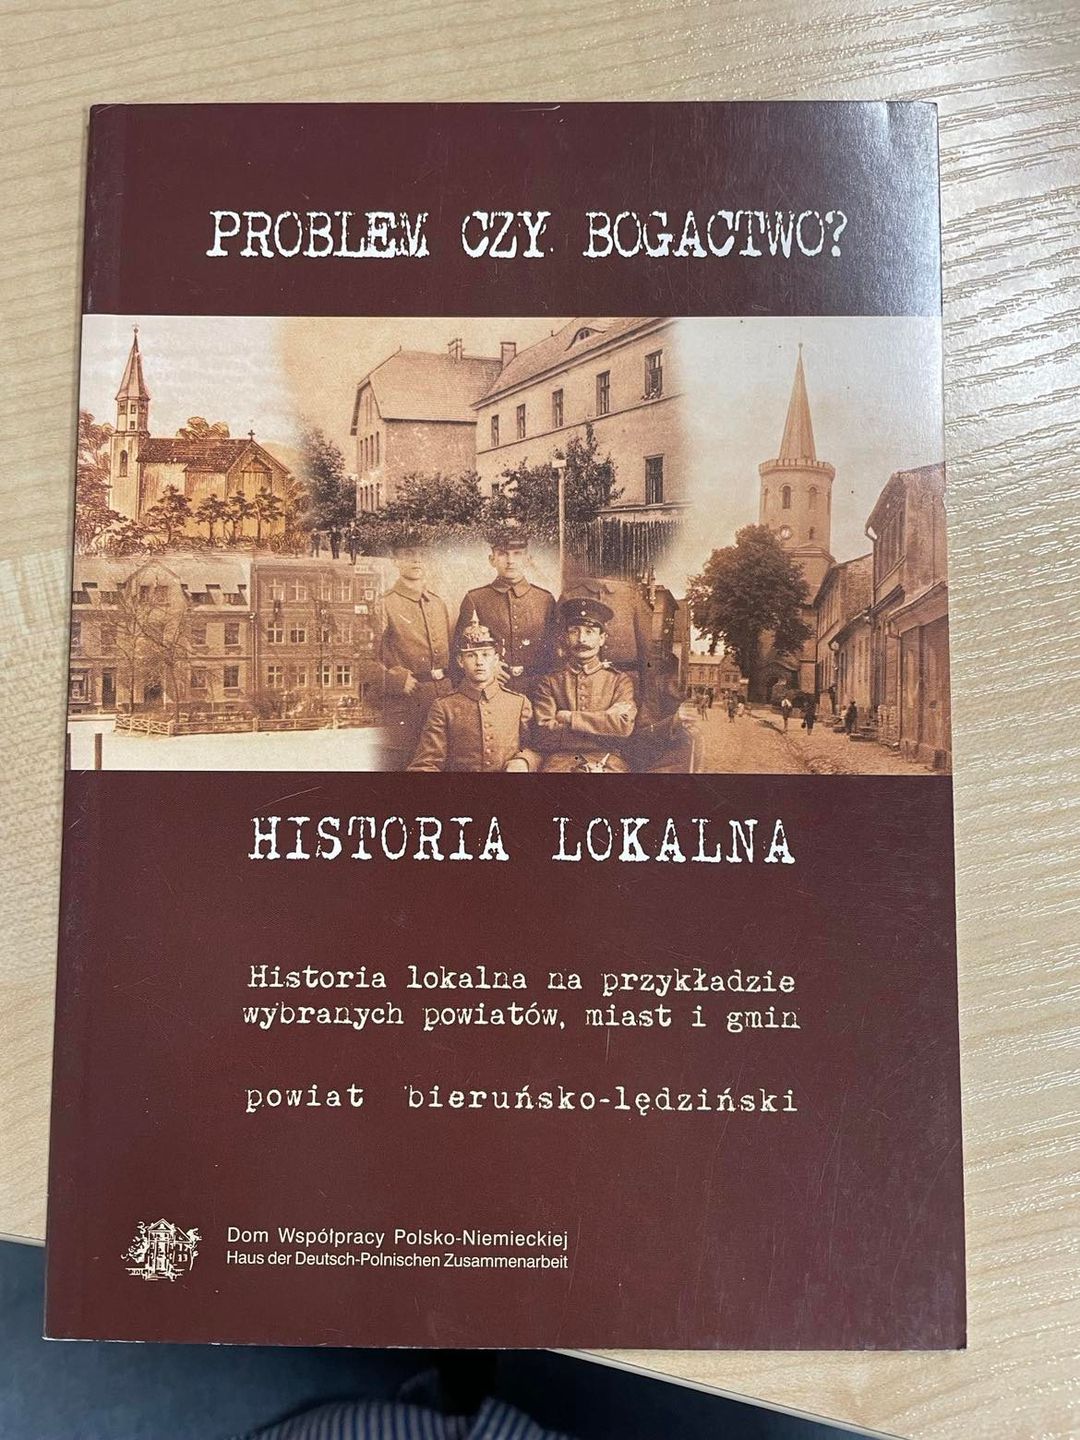 PROBLEM CZY BOGACTWO?
HISTORIA LOKALNA
Historia lokalna na przykładzie
wybranych powiatów, miast i gmin
powiat bieruńsko-lędziński
Dom Współpracy Polsko-Niemieckiej
Haus der Deutsch-Polnischen Zusammenarbeit